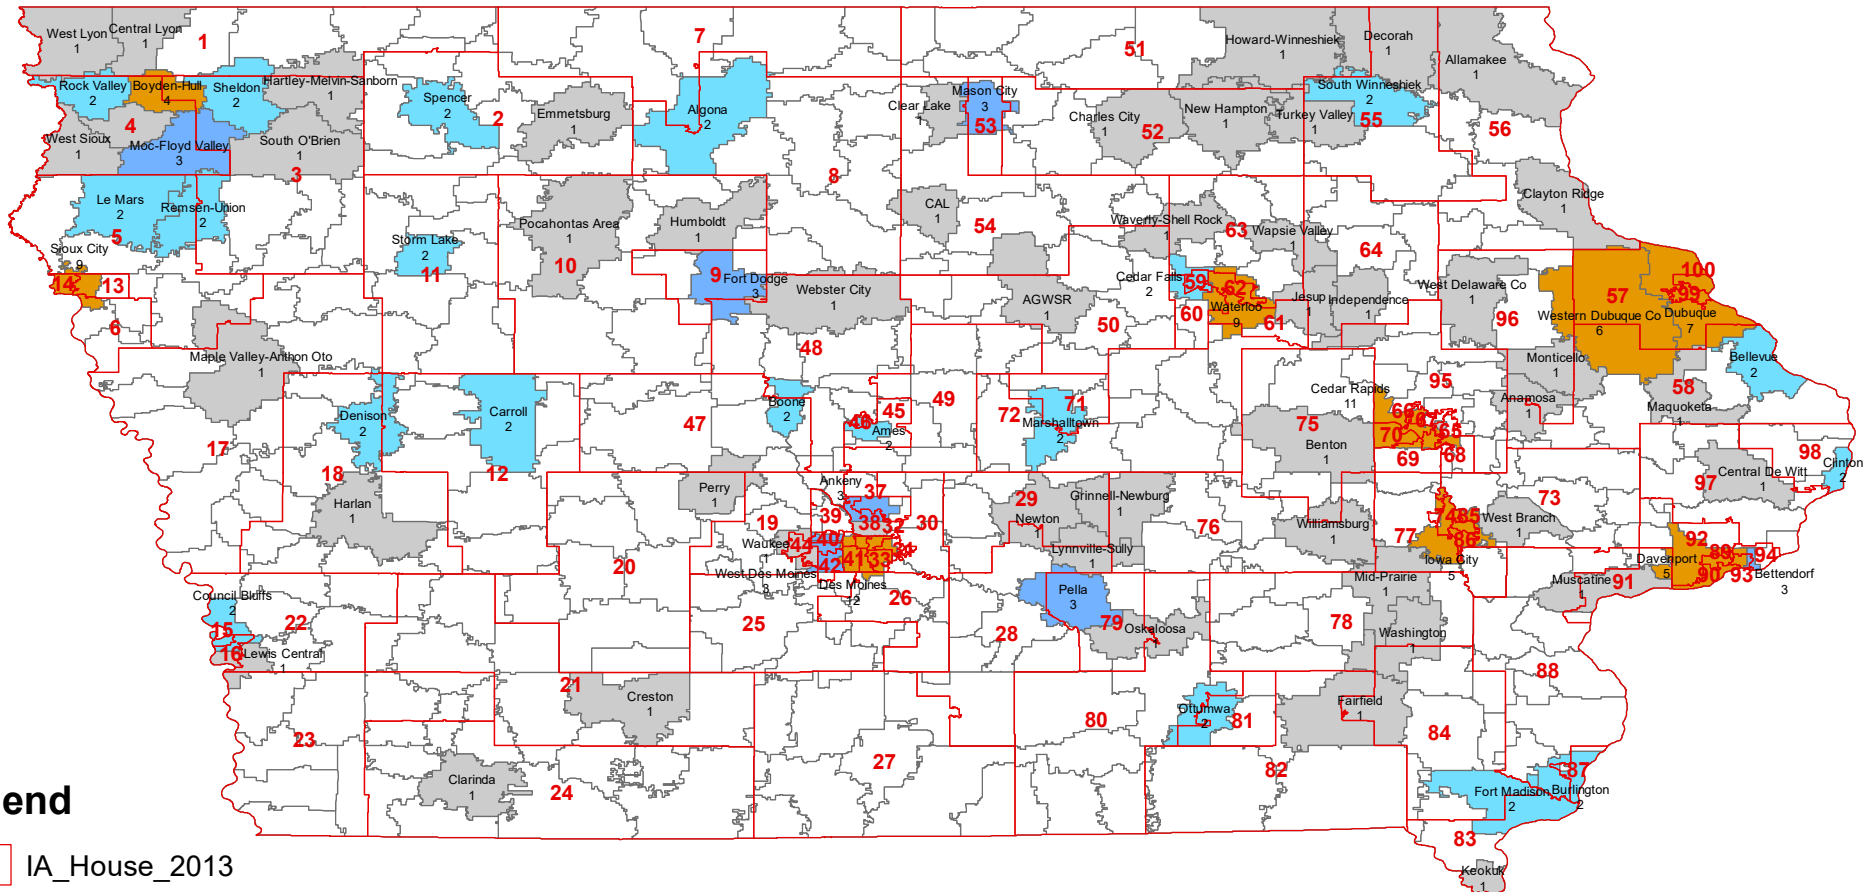 West Lyon
1
Central Lyon
1
1
7
51
Howard-Winneshiek
1
Decorah
1
Allamakee
1
Rock Valley
2
Boyden-Hull
4
Sheldon
2
Hartley-Melvin-Sanborn
1
Spencer
2
2
Emmetsburg
1
Algona
2
Clear Lake
1
Mason City
3
53
Charles City
1
52
New Hampton
1
Turkey Valley
1
South Winneshiek
2
55
56
4
West Sioux
1
Moc-Floyd Valley
3
South O'Brien
1
3
8
Le Mars
2
Remsen-Union
2
5
Sioux City
9
14
13
6
Storm Lake
2
11
Pocahontas Area
1
10
Humboldt
1
9
Fort Dodge
3
Webster City
1
CAL
1
54
AGWSR
1
50
Waverly-Shell Rock
1
63
Wapsie Valley
1
64
Clayton Ridge
1
Cedar Falls
2
59
62
60
Waterloo
9
61
Jesup
1
Independence
1
West Delaware Co
1
96
57
Western Dubuque Co
6
100
99
Dubuque
7
Maple Valley-Anthon Oto
1
48
Monticello
1
Bellevue
2
58
Maquoketa
1
Anamosa
1
17
Denison
2
18
Carroll
2
12
47
Boone
2
46
45
Ames
2
49
72
71
Marshalltown
2
75
Benton
1
Cedar Rapids
11
95
66
67
65
70
68
69
98
Clinton
2
97
Central De Witt
1
Harlan
1
Perry
1
Ankeny
3
37
19
39
38
32
30
Waukee
1
44
40
42
41
33
West Des Moines
8
Des Moines
12
26
29
Newton
1
Grinnell-Newburg
1
Lynnville-Sully
1
76
Williamsburg
1
77
74
85
86
Iowa City
5
West Branch
1
73
92
89
94
Davenport
5
90
93
Bettendorf
3
Muscatine
1
91
20
Council Bluffs
2
15
22
16
Lewis Central
1
25
28
Pella
3
79
Oskaloosa
1
Mid-Prairie
1
78
Washington
1
88
21
Creston
1
23
Clarinda
1
24
27
80
Ottumwa
2
81
82
Fairfield
1
84
87
Fort Madison
2
Burlington
2
83
Keokuk
1
end
IA_House_2013